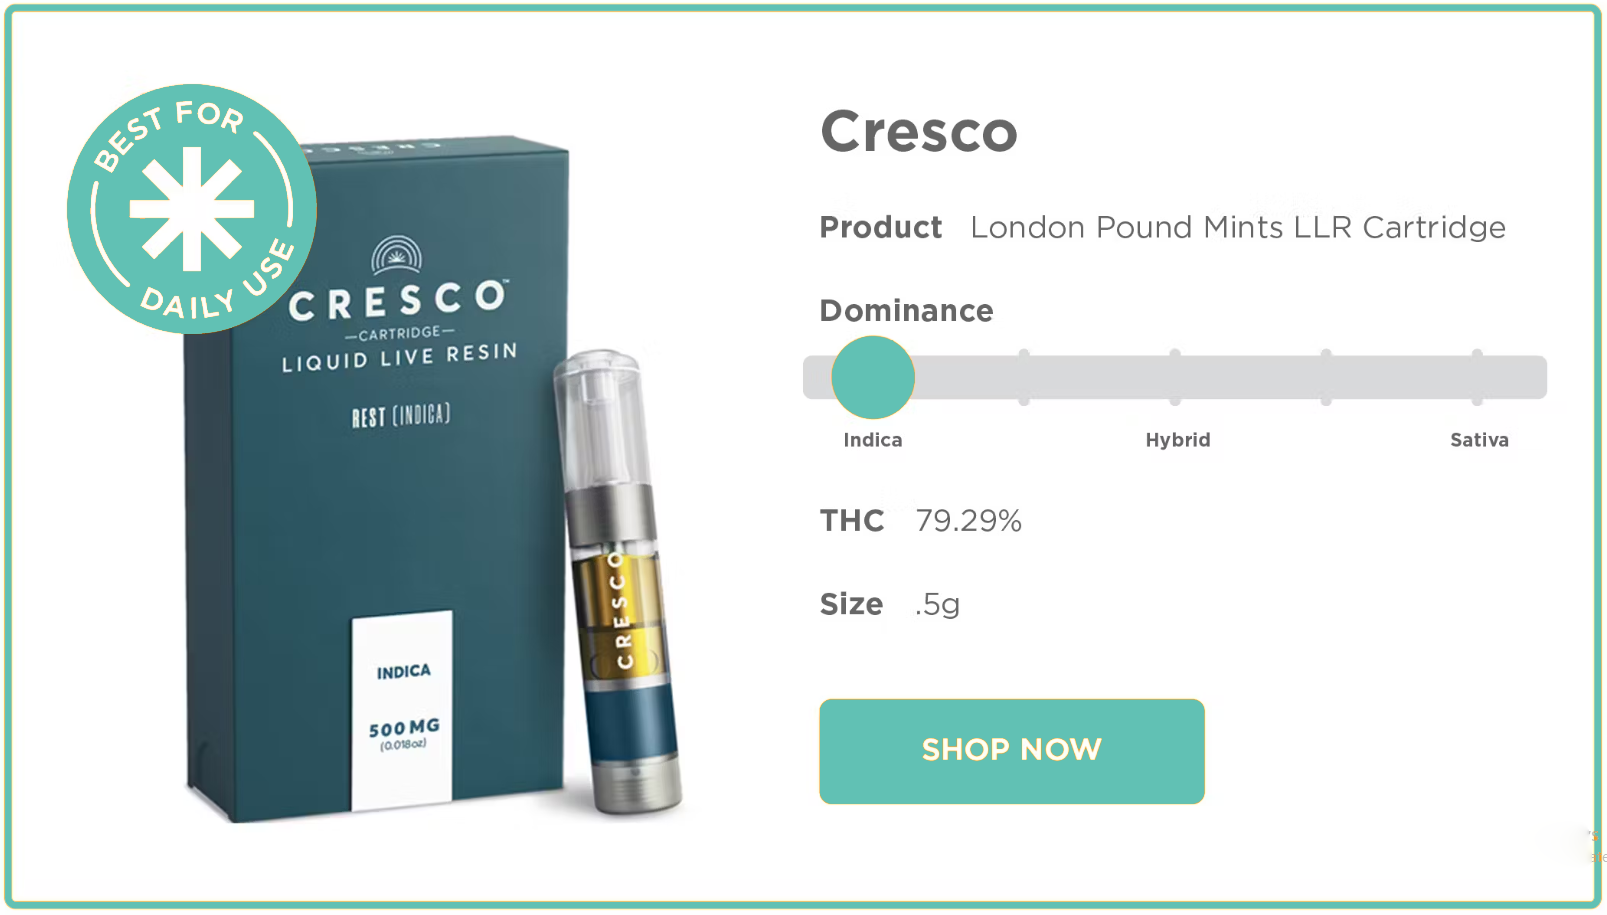 BEST FOR
DAILY USE
CRESCO
CRESCO™
—CARTRIDGE—
LIQUID LIVE RESIN
REST (INDICA)
INDICA
500 MG
(0.018oz)
CRESCO
Cresco
Product London Pound Mints LLR Cartridge
Dominance
Indica Hybrid Sativa
THC 79.29%
Size .5g
SHOP NOW